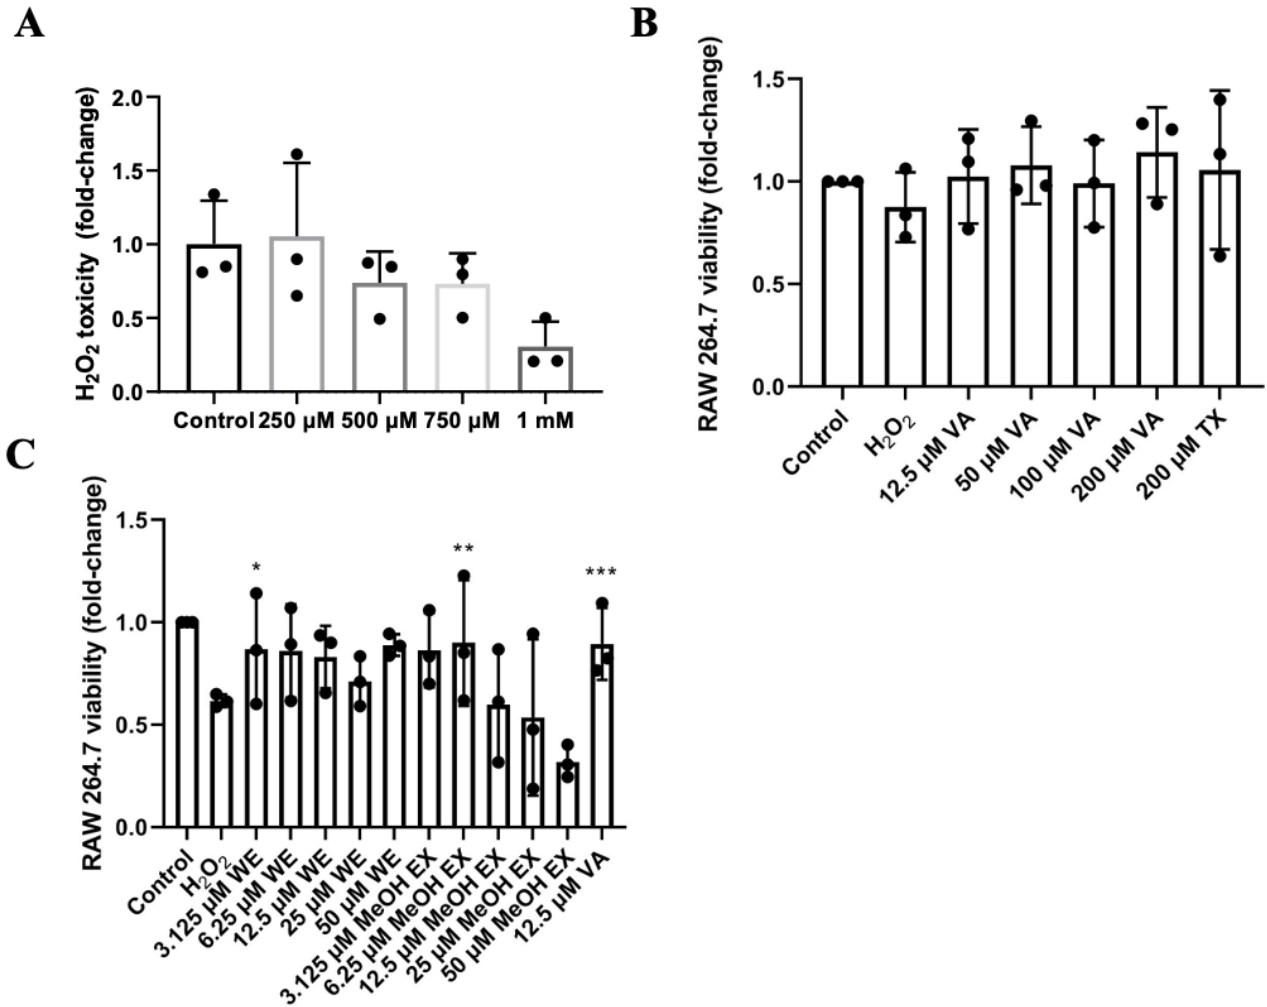 A
H₂O₂ toxicity (fold-change)
2.0
1.5
1.0
0.5
0.0
Control 250 µM 500 µM 750 µM 1 mM
B
RAW 264.7 viability (fold-change)
1.5
1.0
0.5
0.0
Control
H₂O₂
12.5 µM VA
50 µM VA
100 µM VA
200 µM VA
200 µM TX
C
RAW 264.7 viability (fold-change)
1.5
1.0
0.5
0.0
*
**
***
Control
H₂O₂
3.125 µM WE
6.25 µM WE
12.5 µM WE
25 µM WE
50 µM WE
3.125 µM MeOH EX
6.25 µM MeOH EX
12.5 µM MeOH EX
25 µM MeOH EX
50 µM MeOH EX
12.5 µM VA